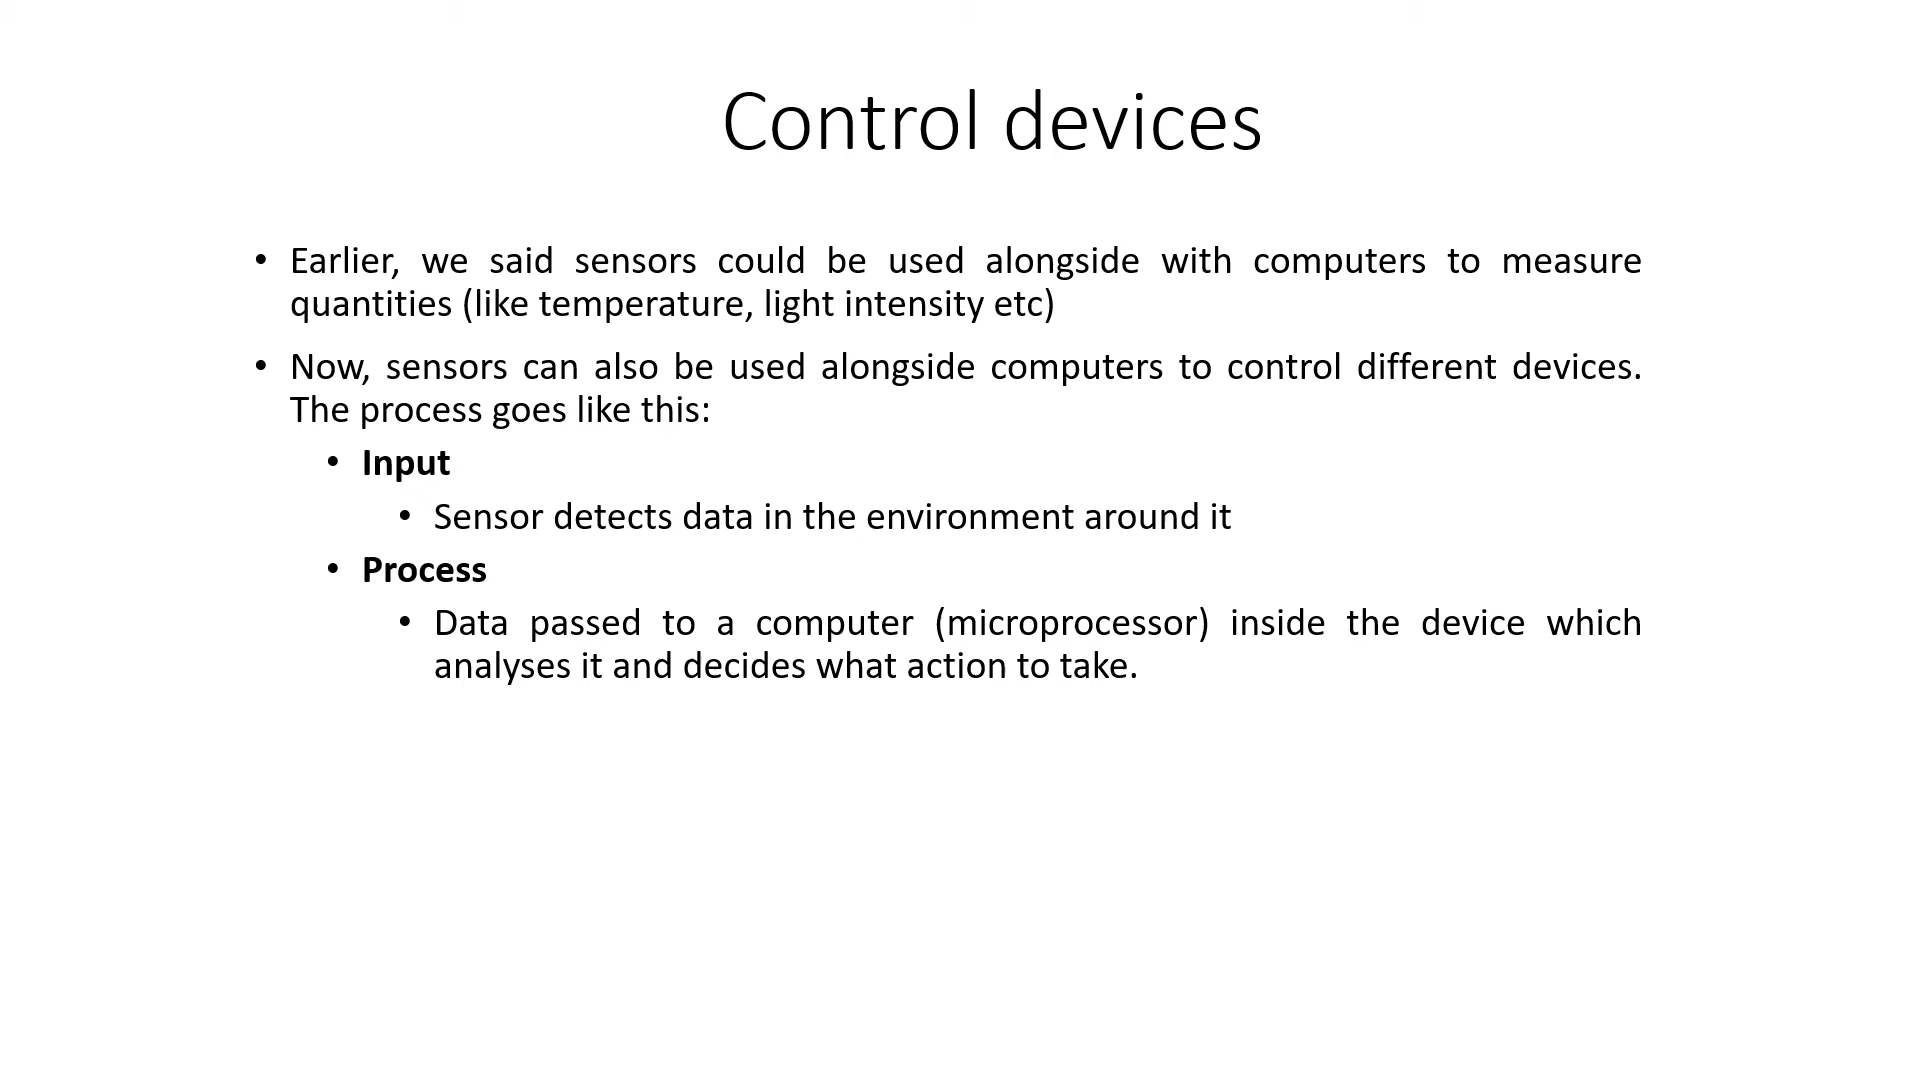 Control devices
• Earlier, we said sensors could be used alongside with computers to measure
quantities (like temperature, light intensity etc)
• Now, sensors can also be used alongside computers to control different devices.
The process goes like this:
• Input
• Sensor detects data in the environment around it
• Process
• Data passed to a computer (microprocessor) inside the device which
analyses it and decides what action to take.